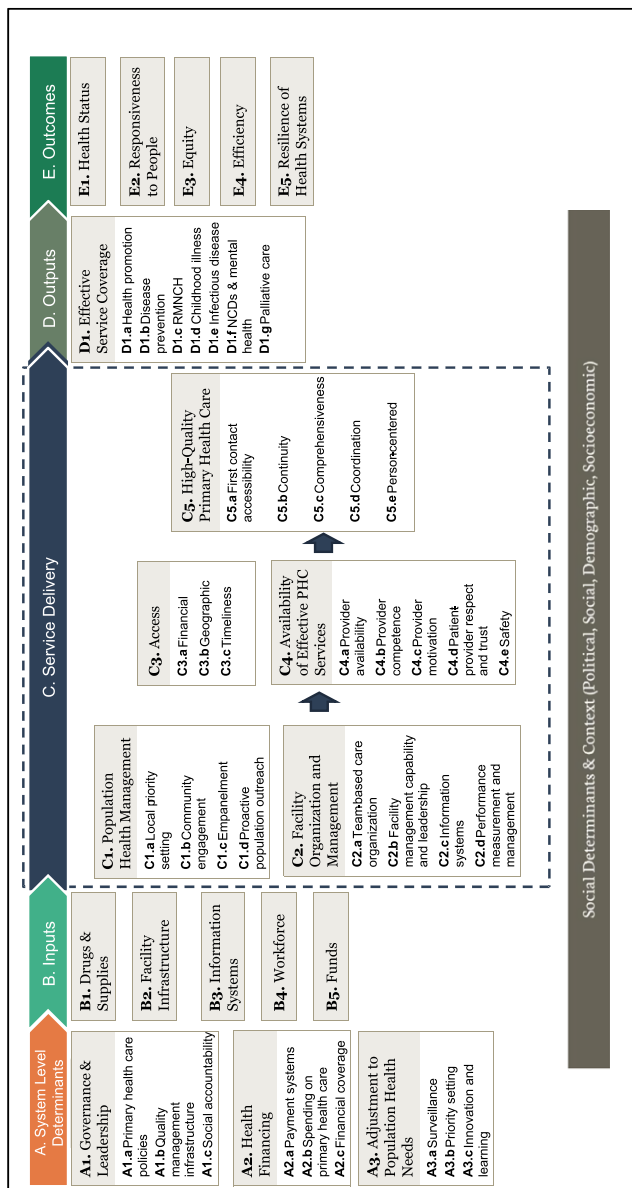 A. System Level
Determinants
B. Inputs
C. Service Delivery
D. Outputs
E. Outcomes
A1. Governance &
Leadership
A1.a Primary health care
policies
A1.b Quality
management
infrastructure
A1.c Social accountability
A2. Health
Financing
A2.a Payment systems
A2.b Spending on
primary health care
A2.c Financial coverage
A3. Adjustment to
Population Health
Needs
A3.a Surveillance
A3.b Priority setting
A3.c Innovation and
learning
B1. Drugs &
Supplies
B2. Facility
Infrastructure
B3. Information
Systems
B4. Workforce
B5. Funds
C1. Population
Health Management
C1.a Local priority
setting
C1.b Community
engagement
C1.c Empanelment
C1.d Proactive
population outreach
C2. Facility
Organization and
Management
C2.a Team-based care
organization
C2.b Facility
management capability
and leadership
C2.c Information
systems
C2.d Performance
measurement and
management
C3. Access
C3.a Financial
C3.b Geographic
C3.c Timeliness
C4. Availability
of Effective PHC
Services
C4.a Provider
availability
C4.b Provider
competence
C4.c Provider
motivation
C4.d Patient-
provider respect
and trust
C4.e Safety
C5. High-Quality
Primary Health Care
C5.a First contact
accessibility
C5.b Continuity
C5.c Comprehensiveness
C5.d Coordination
C5.e Person-centered
D1. Effective
Service Coverage
D1.a Health promotion
D1.b Disease
prevention
D1.c RMNCH
D1.d Childhood illness
D1.e Infectious disease
D1.f NCDs & mental
health
D1.g Palliative care
E1. Health Status
E2. Responsiveness
to People
E3. Equity
E4. Efficiency
E5. Resilience of
Health Systems
Social Determinants & Context (Political, Social, Demographic, Socioeconomic)